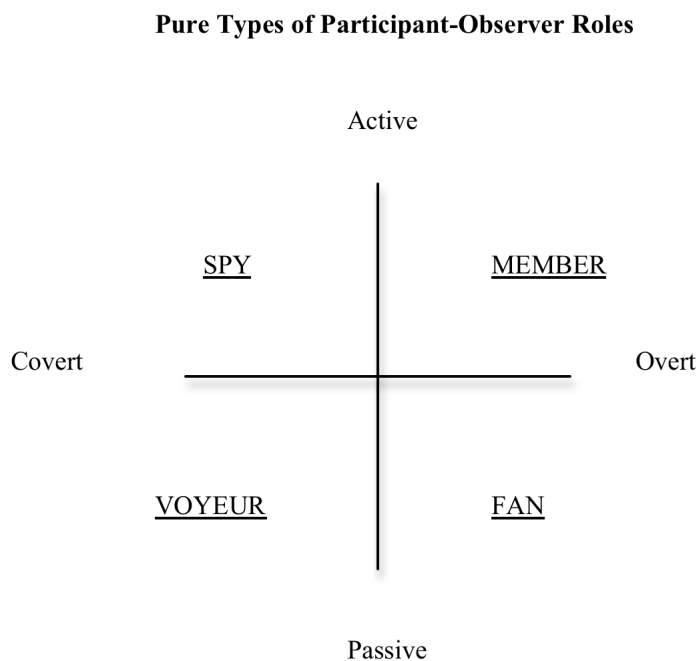 Pure Types of Participant-Observer Roles
Active
SPY
MEMBER
Covert
Overt
VOYEUR
FAN
Passive